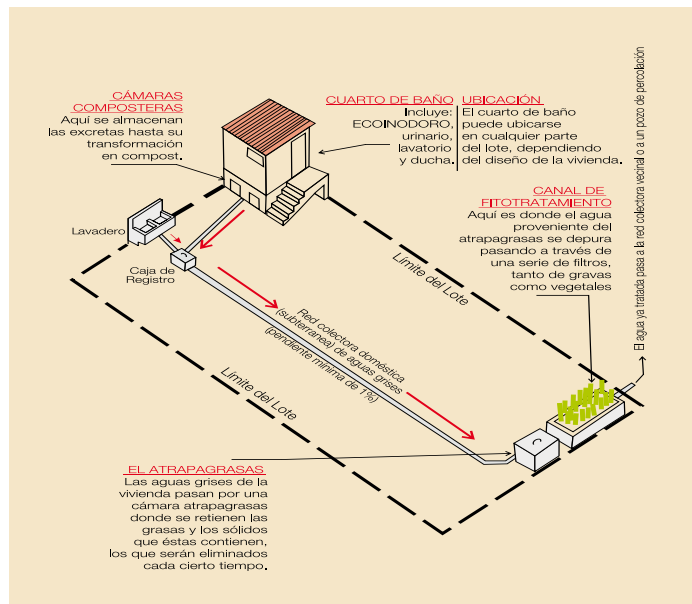 CÁMARAS
COMPOSTERAS
Aquí se almacenan
las excretas hasta su
transformación
en compost.
CUARTO DE BAÑO
Incluye:
ECOINODORO,
urinario,
lavatorio
y ducha.
UBICACIÓN
El cuarto de baño
puede ubicarse
en cualquier parte
del lote, dependiendo
del diseño de la vivienda.
CANAL DE
FITOTRATAMIENTO
Aquí es donde el agua
proveniente del
atrapagrasas se depura
pasando a través de
una serie de filtros,
tanto de gravas
como vegetales
El agua ya tratada pasa a la red colectora vecinal o a un pozo de percolación
Lavadero
Caja de
Registro
Límite del Lote
Red colectora doméstica
(subterranea) de aguas grises
(pendiente mínima de 1%)
Límite del Lote
EL ATRAPAGRASAS
Las aguas grises de la
vivienda pasan por una
cámara atrapagrasas
donde se retienen las
grasas y los sólidos
que éstas contienen,
los que serán eliminados
cada cierto tiempo.